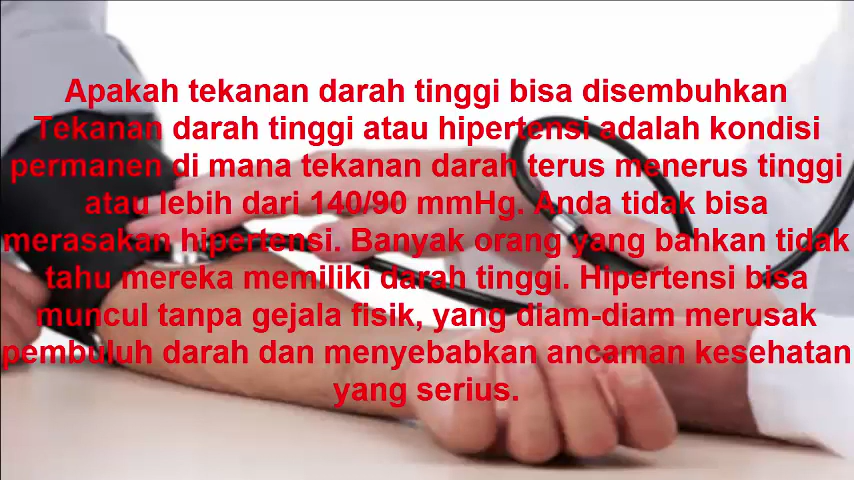 Apakah tekanan darah tinggi bisa disembuhkan
Tekanan darah tinggi atau hipertensi adalah kondisi
permanen di mana tekanan darah terus menerus tinggi
atau lebih dari 140/90 mmHg. Anda tidak bisa
merasakan hipertensi. Banyak orang yang bahkan tidak
tahu mereka memiliki darah tinggi. Hipertensi bisa
muncul tanpa gejala fisik, yang diam-diam merusak
pembuluh darah dan menyebabkan ancaman kesehatan
yang serius.